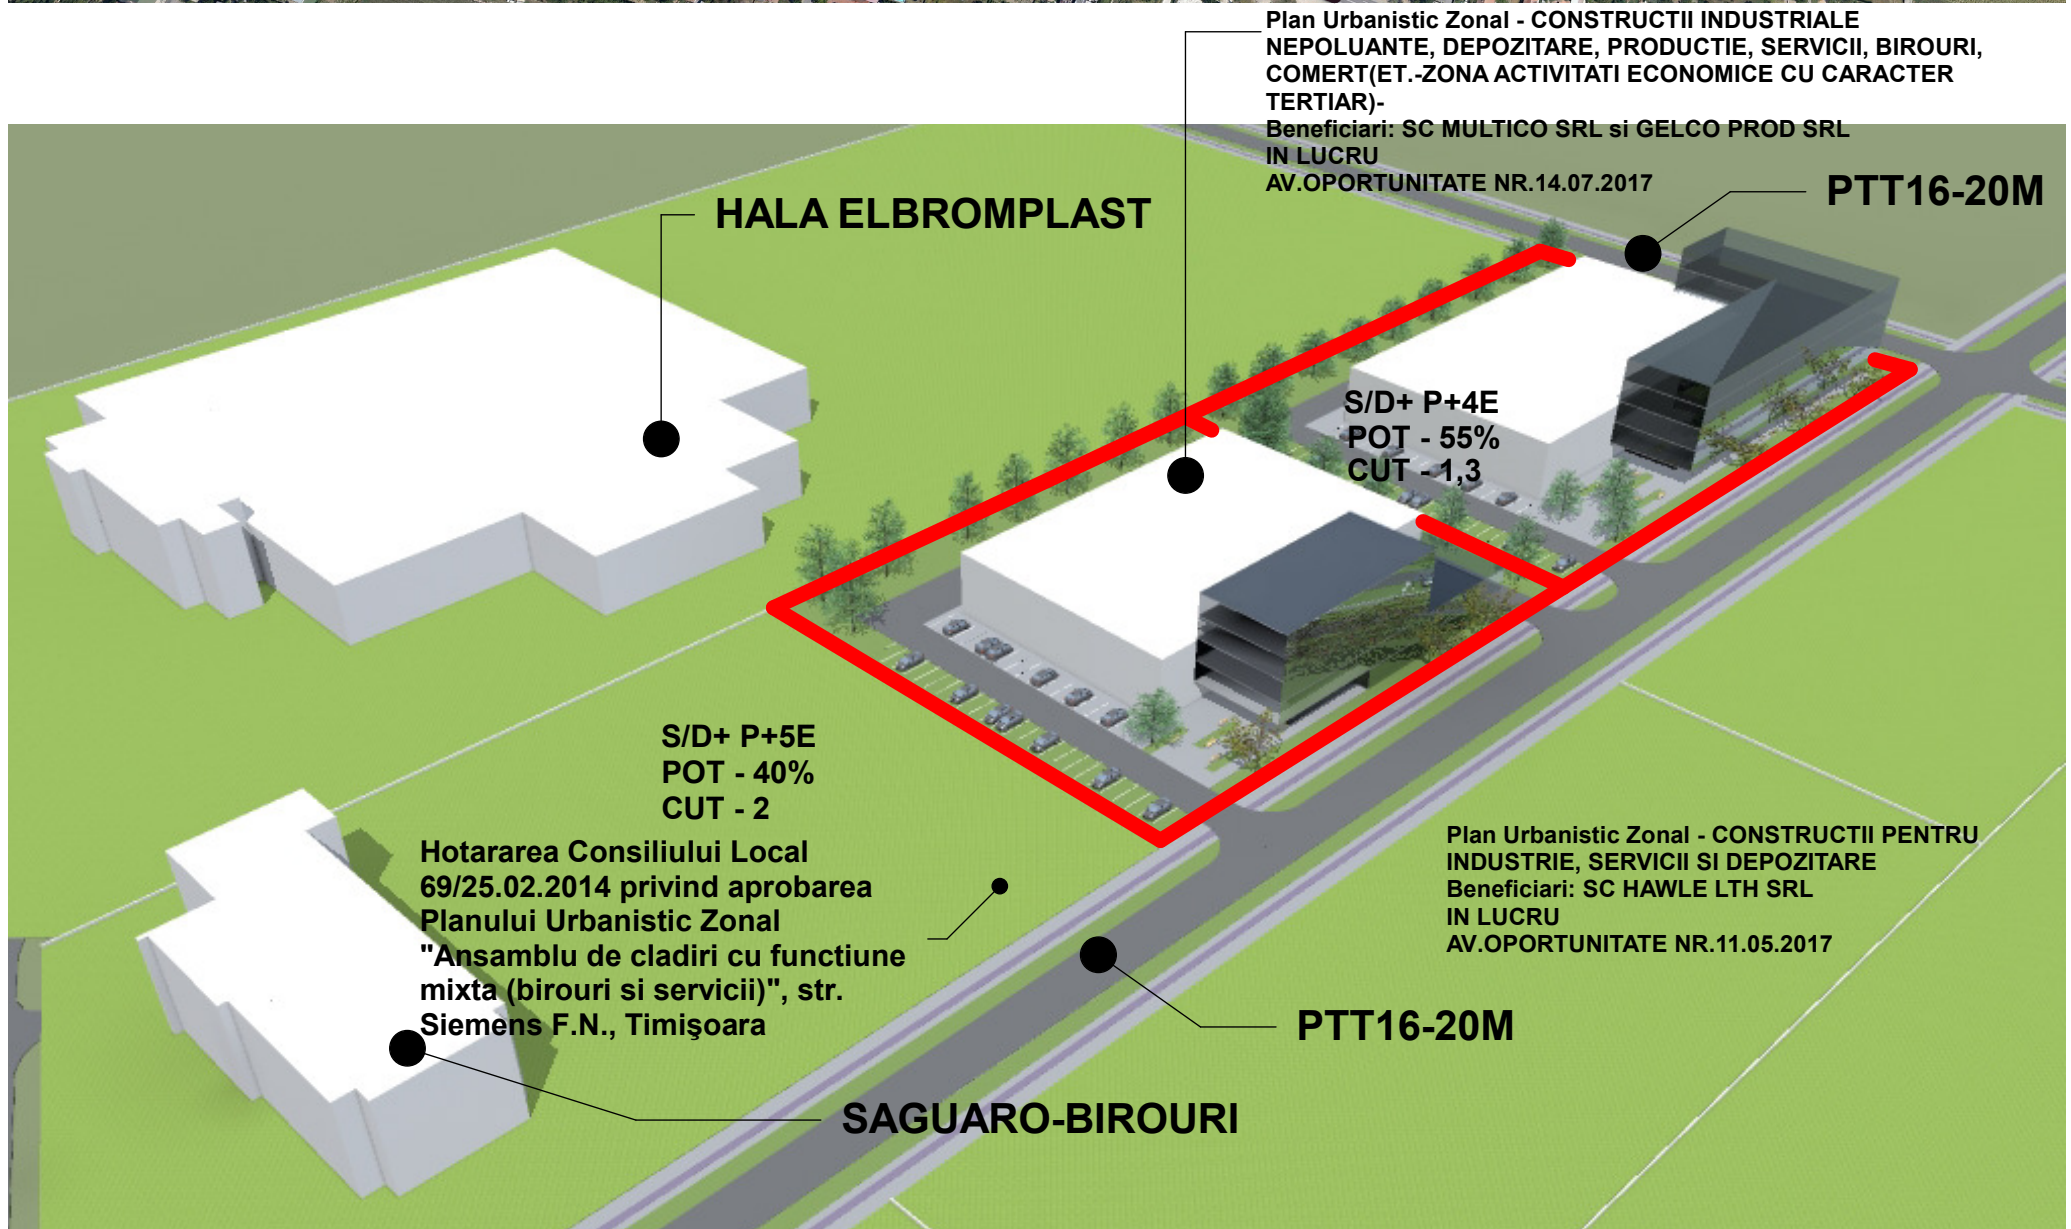 Plan Urbanistic Zonal - CONSTRUCTII INDUSTRIALE
NEPOLUANTE, DEPOZITARE, PRODUCTIE, SERVICII, BIROURI,
COMERT(ET.-ZONA ACTIVITATI ECONOMICE CU CARACTER
TERTIAR)-
Beneficiari: SC MULTICO SRL si GELCO PROD SRL
IN LUCRU
AV.OPORTUNITATE NR.14.07.2017
PTT16-20M
HALA ELBROMPLAST
S/D+ P+4E
POT - 55%
CUT - 1,3
S/D+ P+5E
POT - 40%
CUT - 2
Hotararea Consiliului Local
69/25.02.2014 privind aprobarea
Planului Urbanistic Zonal
"Ansamblu de cladiri cu functiune
mixta (birouri si servicii)", str.
Siemens F.N., Timişoara
Plan Urbanistic Zonal - CONSTRUCTII PENTRU
INDUSTRIE, SERVICII SI DEPOZITARE
Beneficiari: SC HAWLE LTH SRL
IN LUCRU
AV.OPORTUNITATE NR.11.05.2017
PTT16-20M
SAGUARO-BIROURI